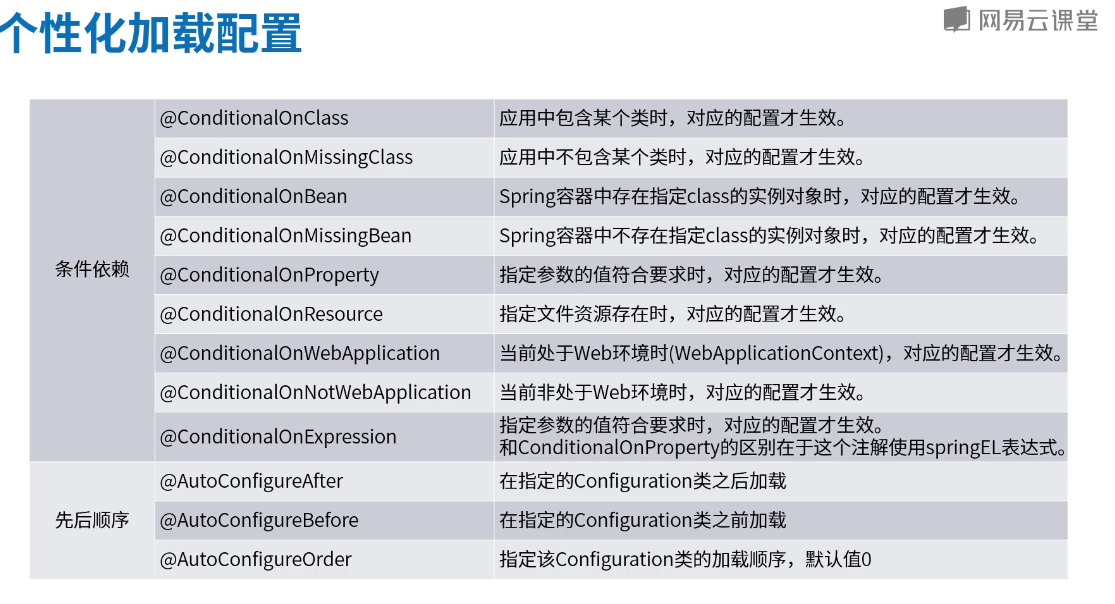 个性化加载配置
网易云课堂
条件依赖
@ConditionalOnClass
应用中包含某个类时，对应的配置才生效。
@ConditionalOnMissingClass
应用中不包含某个类时，对应的配置才生效。
@ConditionalOnBean
Spring容器中存在指定class的实例对象时，对应的配置才生效。
@ConditionalOnMissingBean
Spring容器中不存在指定class的实例对象时，对应的配置才生效。
@ConditionalOnProperty
指定参数的值符合要求时，对应的配置才生效。
@ConditionalOnResource
指定文件资源存在时，对应的配置才生效。
@ConditionalOnWebApplication
当前处于Web环境时(WebApplicationContext)，对应的配置才生效。
@ConditionalOnNotWebApplication
当前非处于Web环境时，对应的配置才生效。
@ConditionalOnExpression
指定参数的值符合要求时，对应的配置才生效。
和ConditionalOnProperty的区别在于这个注解使用springEL表达式。
先后顺序
@AutoConfigureAfter
在指定的Configuration类之后加载
@AutoConfigureBefore
在指定的Configuration类之前加载
@AutoConfigureOrder
指定该Configuration类的加载顺序，默认值0